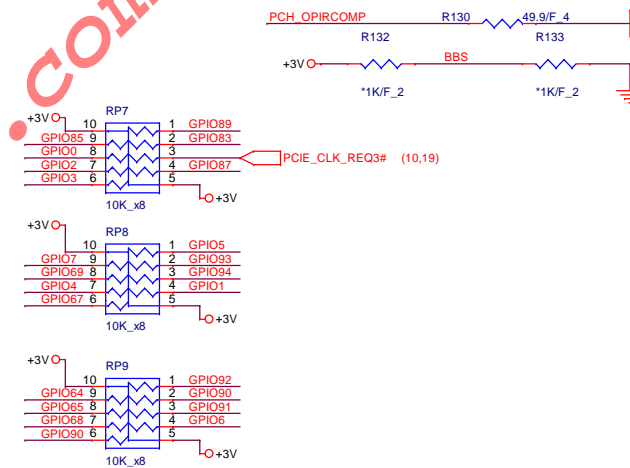 PCH_OPIRCOMP R130 49.9/F_4
R132 R133
+3V BBS
*1K/F_2 *1K/F_2
.com
RP7
+3V
10 1 GPIO89
GPIO85 9 2 GPIO83
GPIO0 8 3 PCIE_CLK_REQ3# (10,19)
GPIO2 7 4 GPIO87
GPIO3 6 5
+3V
10K_x8
RP8
+3V
10 1 GPIO5
GPIO7 9 2 GPIO93
GPIO69 8 3 GPIO94
GPIO4 7 4 GPIO1
GPIO67 6 5
+3V
10K_x8
RP9
+3V
10 1 GPIO92
GPIO64 9 2 GPIO90
GPIO65 8 3 GPIO91
GPIO68 7 4 GPIO6
GPIO90 6 5
+3V
10K_x8